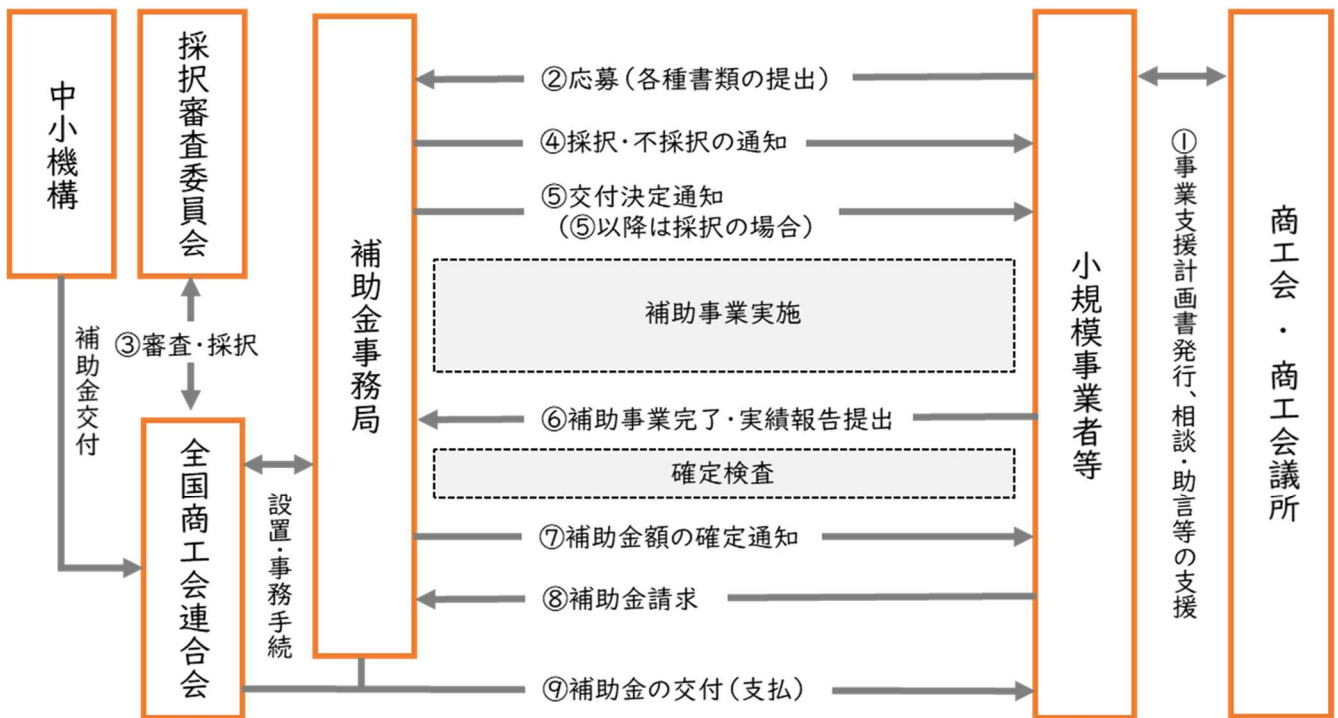 中小機構
採択審査委員会
補助金事務局
小規模事業者等
商工会・商工会議所
全国商工会連合会
①事業支援計画書発行、相談・助言等の支援
②応募(各種書類の提出)
③審査・採択
④採択・不採択の通知
⑤交付決定通知
(⑤以降は採択の場合)
補助事業実施
⑥補助事業完了・実績報告提出
確定検査
⑦補助金額の確定通知
⑧補助金請求
⑨補助金の交付(支払)
補助金交付
設置・事務手続